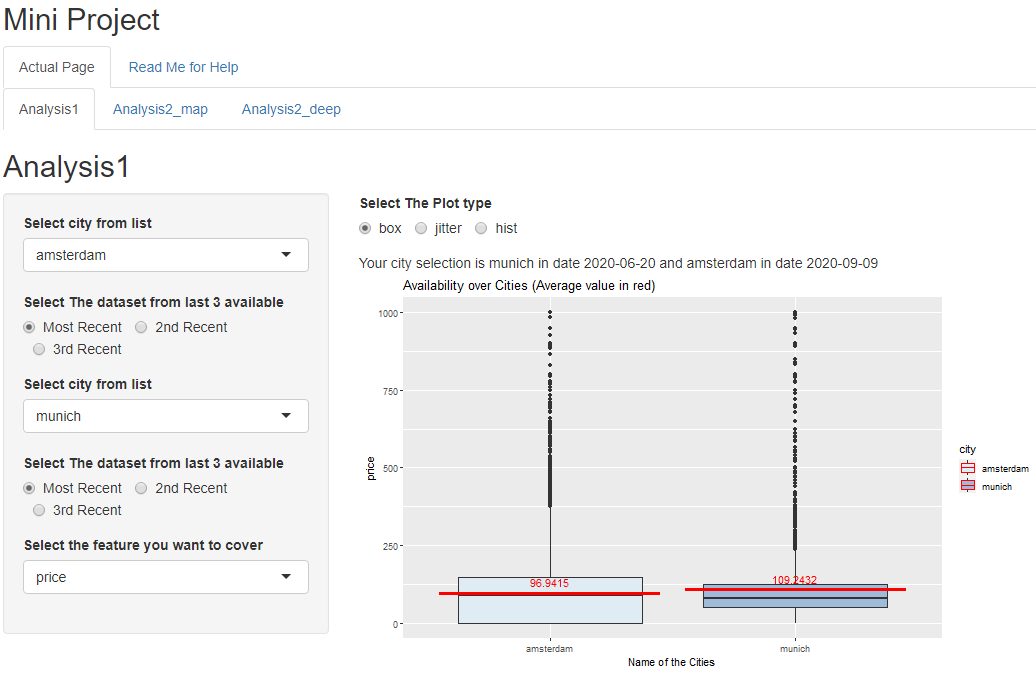 Mini Project
Actual Page Read Me for Help
Analysis1 Analysis2_map Analysis2_deep
Analysis1
Select city from list
amsterdam
Select The dataset from last 3 available
Most Recent 2nd Recent
3rd Recent
Select city from list
munich
Select The dataset from last 3 available
Most Recent 2nd Recent
3rd Recent
Select the feature you want to cover
price
Select The Plot type
box jitter hist
Your city selection is munich in date 2020-06-20 and amsterdam in date 2020-09-09
Availability over Cities (Average value in red)
1000
750
500
250
0
price
96.9415
109.2432
amsterdam munich
Name of the Cities
city
amsterdam
munich